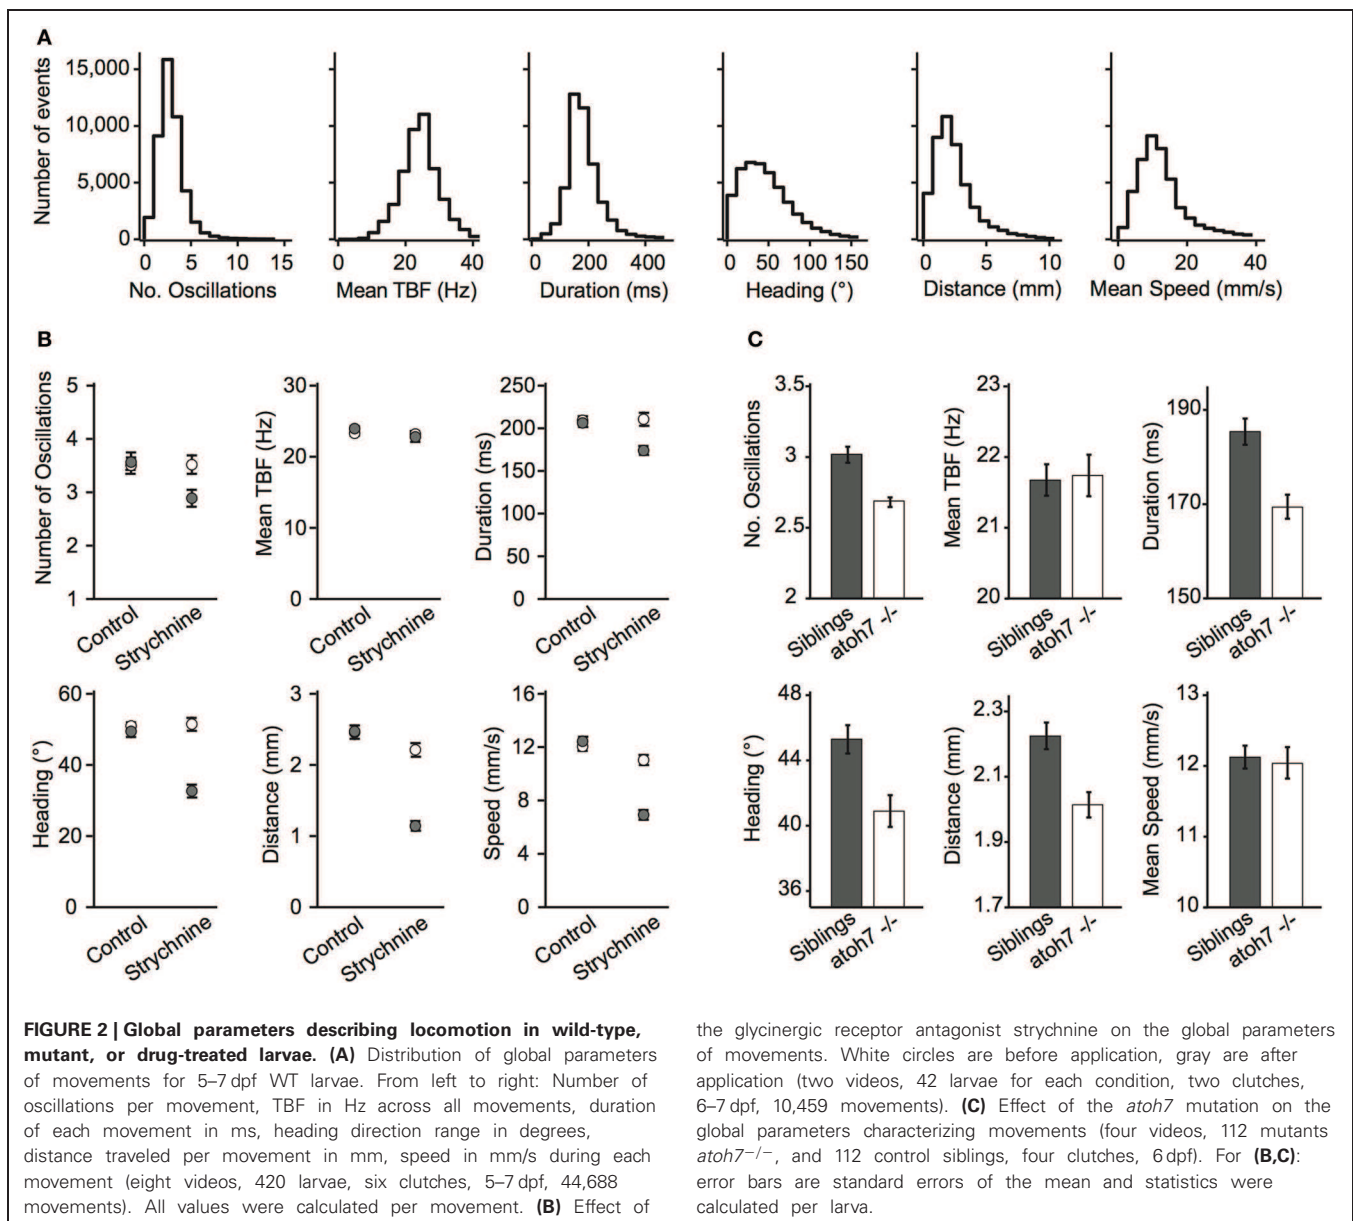 A
Number of events
15,000
10,000
5,000
0
0 5 10 15
No. Oscillations
0 20 40
Mean TBF (Hz)
0 200 400
Duration (ms)
0 50 100 150
Heading (°)
0 5 10
Distance (mm)
0 20 40
Mean Speed (mm/s)
B
Number of Oscillations
5
4
3
2
1
Control
Strychnine
Mean TBF (Hz)
30
20
10
0
Control
Strychnine
Duration (ms)
250
200
150
100
50
0
Control
Strychnine
Heading (°)
60
40
20
0
Control
Strychnine
Distance (mm)
3
2
1
0
Control
Strychnine
Speed (mm/s)
16
12
8
4
0
Control
Strychnine
C
No. Oscillations
3.5
3
2.5
2
Siblings
atoh7 -/-
Mean TBF (Hz)
23
22
21
20
Siblings
atoh7 -/-
Duration (ms)
190
170
150
Siblings
atoh7 -/-
Heading (°)
48
44
40
36
Siblings
atoh7 -/-
Distance (mm)
2.3
2.1
1.9
1.7
Siblings
atoh7 -/-
Mean Speed (mm/s)
13
12
11
10
Siblings
atoh7 -/-
FIGURE 2 | Global parameters describing locomotion in wild-type,
mutant, or drug-treated larvae. (A) Distribution of global parameters
of movements for 5–7 dpf WT larvae. From left to right: Number of
oscillations per movement, TBF in Hz across all movements, duration
of each movement in ms, heading direction range in degrees,
distance traveled per movement in mm, speed in mm/s during each
movement (eight videos, 420 larvae, six clutches, 5–7 dpf, 44,688
movements). All values were calculated per movement. (B) Effect of
the glycinergic receptor antagonist strychnine on the global parameters
of movements. White circles are before application, gray are after
application (two videos, 42 larvae for each condition, two clutches,
6–7 dpf, 10,459 movements). (C) Effect of the atoh7 mutation on the
global parameters characterizing movements (four videos, 112 mutants
atoh7−/−, and 112 control siblings, four clutches, 6 dpf). For (B,C):
error bars are standard errors of the mean and statistics were
calculated per larva.